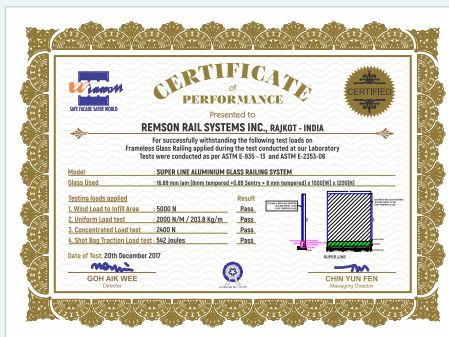 Winwall
SAFE FACADE SAFER WORLD
CERTIFICATE
of
PERFORMANCE
CERTIFIED
Presented to
REMSON RAIL SYSTEMS INC., RAJKOT - INDIA
For successfully withstanding the following test loads on
Frameless Glass Railing applied during the test conducted at our Laboratory
Tests were conducted as per ASTM E-935 - 13 and ASTM E-2353-06
Model : SUPER LINE ALUMINIUM GLASS RAILING SYSTEM
Glass Used : 16.89 mm lam (8mm tempered +0.89 Sentry + 8 mm tempered) x 1000(W) x 1200(H)
Testing loads applied Result
1. Wind Load to Infill Area : 5000 N Pass
2. Uniform Load test : 2000 N/M / 203.8 Kg/m Pass
3. Concentrated Load test : 2400 N Pass
4. Shot Bag Traction Load test : 542 Joules Pass
SUPER LINE
Date of Test: 20th December 2017
GOH AIK WEE
Director
CHIN YUN FEN
Managing Director